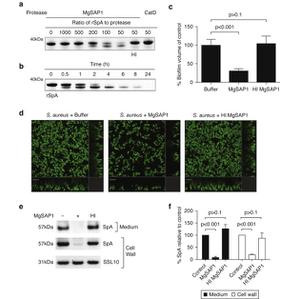 a
Protease MgSAP1 CatD
Ratio of rSpA to protease
0 1000 500 200 100 50 50 50
40kDa
HI
b
Time (h)
0 0.5 1 2 4 6 8 24
40kDa
rSpA
c
p>0.1
p<0.001
% Biofilm volume of control
150
100
50
0
Buffer
MgSAP1
HI MgSAP1
d
S. aureus + Buffer
S. aureus + MgSAP1
S. aureus + HI.MgSAP1
e
MgSAP1 – + HI
57kDa SpA Medium
57kDa SpA
Cell Wall
31kDa SSL10
f
% SpA relative to control
p>0.1 p>0.1
p<0.001 p<0.001
200
150
100
50
0
Control
MgSAP1
HI MgSAP1
Control
MgSAP1
HI MgSAP1
Medium Cell wall